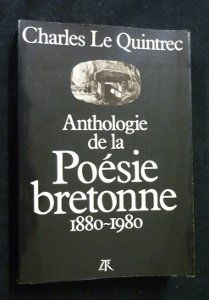 Charles Le Quintrec
Anthologie
de la
Poésie
bretonne
1880~1980